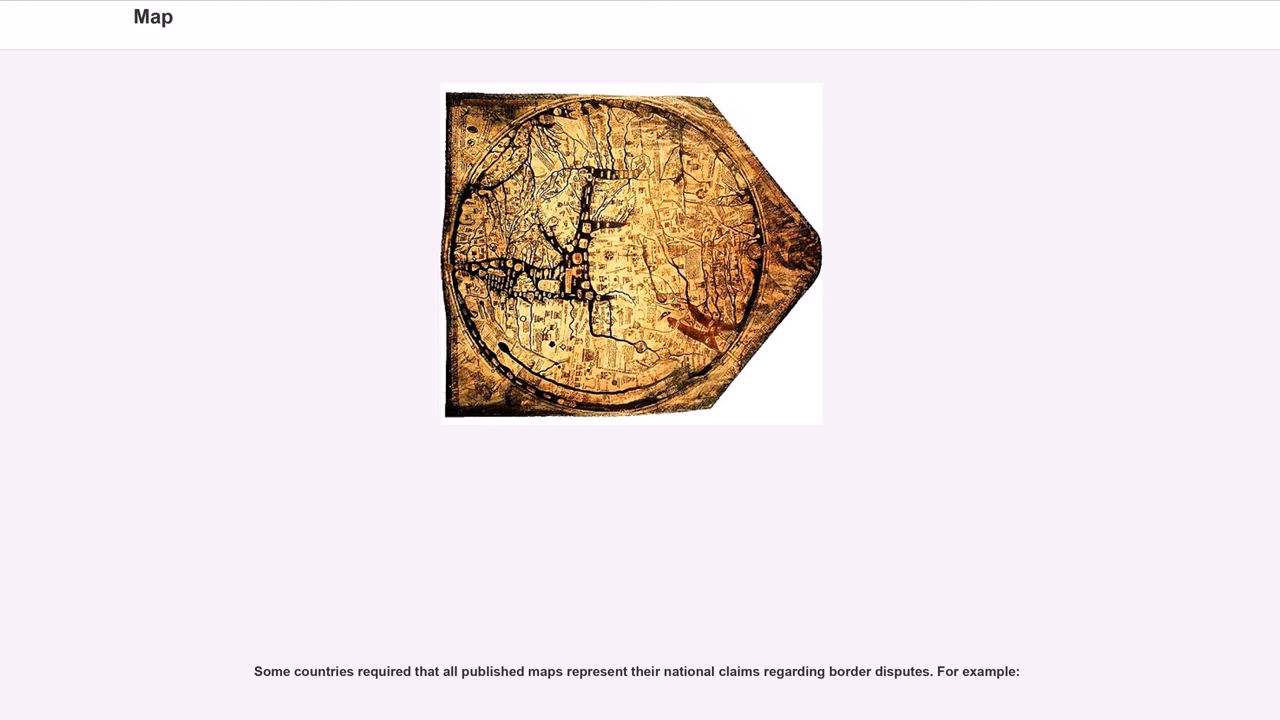 Map
Some countries required that all published maps represent their national claims regarding border disputes. For example: